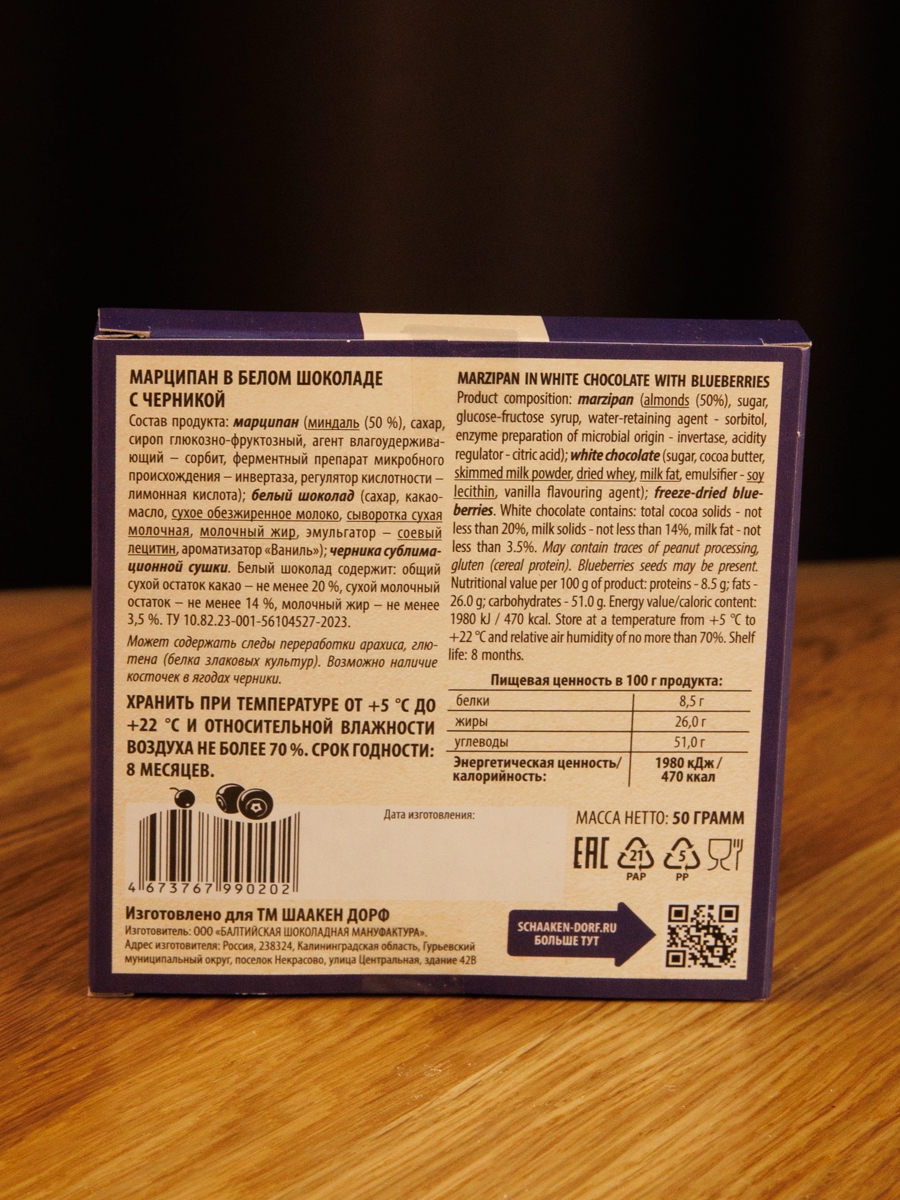 МАРЦИПАН В БЕЛОМ ШОКОЛАДЕ
С ЧЕРНИКОЙ
Состав продукта: марципан (миндаль (50 %), сахар,
сироп глюкозно-фруктозный, агент влагоудержива-
ющий – сорбит, ферментный препарат микробного
происхождения – инвертаза, регулятор кислотности –
лимонная кислота); белый шоколад (сахар, какао-
масло, сухое обезжиренное молоко, сыворотка сухая
молочная, молочный жир, эмульгатор – соевый
лецитин, ароматизатор «Ваниль»); черника сублима-
ционной сушки. Белый шоколад содержит: общий
сухой остаток какао – не менее 20 %, сухой молочный
остаток – не менее 14 %, молочный жир – не менее
3,5 %. ТУ 10.82.23-001-56104527-2023.
Может содержать следы переработки арахиса, глю-
тена (белка злаковых культур). Возможно наличие
косточек в ягодах черники.
ХРАНИТЬ ПРИ ТЕМПЕРАТУРЕ ОТ +5 °С ДО
+22 °С И ОТНОСИТЕЛЬНОЙ ВЛАЖНОСТИ
ВОЗДУХА НЕ БОЛЕЕ 70 %. СРОК ГОДНОСТИ:
8 МЕСЯЦЕВ.
MARZIPAN IN WHITE CHOCOLATE WITH BLUEBERRIES
Product composition: marzipan (almonds (50%), sugar,
glucose-fructose syrup, water-retaining agent - sorbitol,
enzyme preparation of microbial origin - invertase, acidity
regulator - citric acid); white chocolate (sugar, cocoa butter,
skimmed milk powder, dried whey, milk fat, emulsifier - soy
lecithin, vanilla flavouring agent); freeze-dried blue-
berries. White chocolate contains: total cocoa solids - not
less than 20%, milk solids - not less than 14%, milk fat - not
less than 3.5%. May contain traces of peanut processing,
gluten (cereal protein). Blueberries seeds may be present.
Nutritional value per 100 g of product: proteins - 8.5 g; fats -
26.0 g; carbohydrates - 51.0 g. Energy value/caloric content:
1980 kJ / 470 kcal. Store at a temperature from +5 °C to
+22 °C and relative air humidity of no more than 70%. Shelf
life: 8 months.
Пищевая ценность в 100 г продукта:
белки 8,5 г
жиры 26,0 г
углеводы 51,0 г
Энергетическая ценность/ 1980 кДж /
калорийность: 470 ккал
4 673767 990202
Дата изготовления:
МАССА НЕТТО: 50 ГРАММ
EAC 21 5
PAP PP
Изготовлено для ТМ ШААКЕН ДОРФ
Изготовитель: ООО «БАЛТИЙСКАЯ ШОКОЛАДНАЯ МАНУФАКТУРА».
Адрес изготовителя: Россия, 238324, Калининградская область, Гурьевский
муниципальный округ, поселок Некрасово, улица Центральная, здание 42В
SCHAAKEN-DORF.RU
БОЛЬШЕ ТУТ